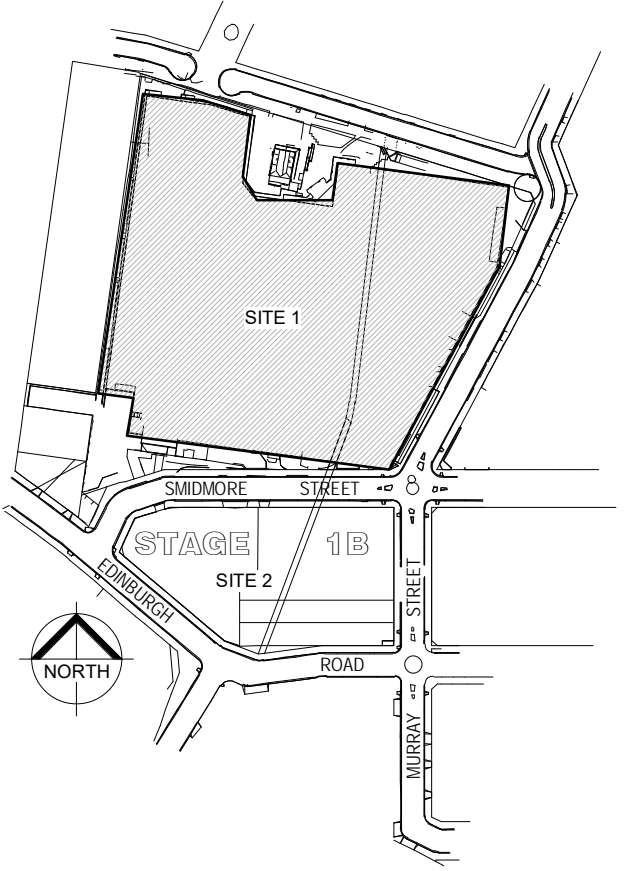 SITE 1
SMIDMORE STREET
STAGE 1B
SITE 2
EDINBURGH ROAD
STREET
MURRAY
NORTH